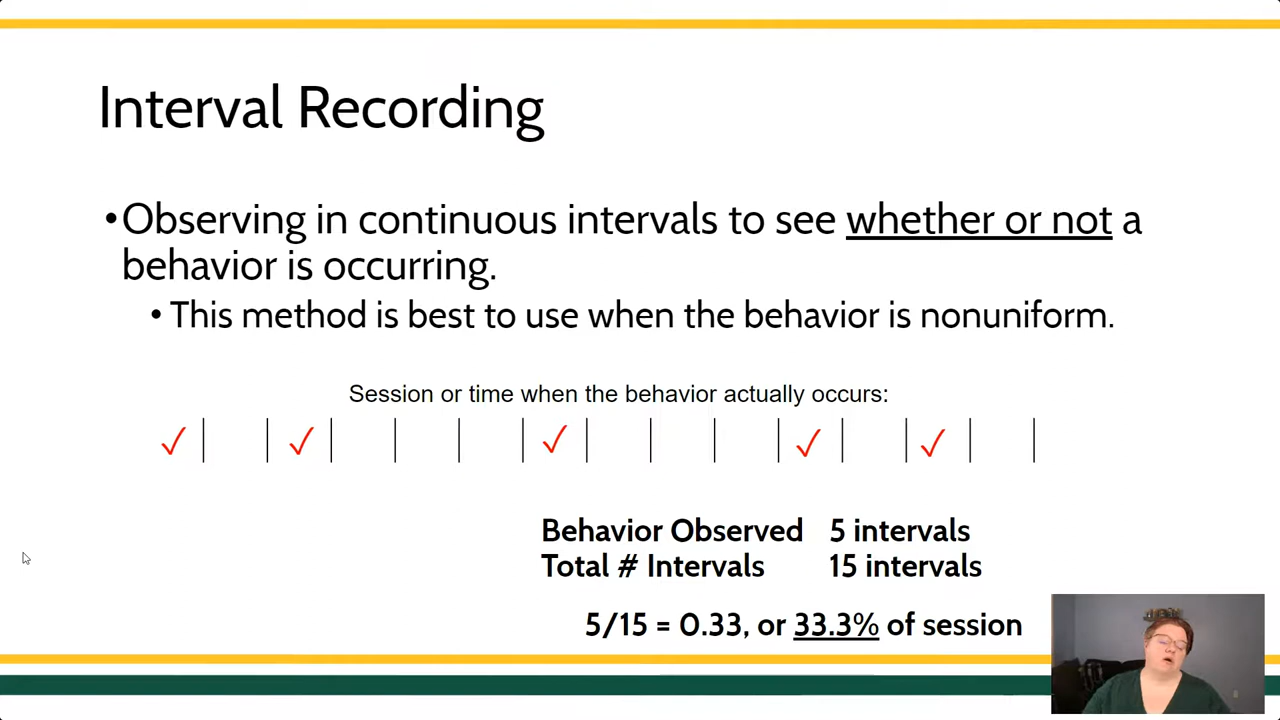 Interval Recording
•Observing in continuous intervals to see whether or not a
behavior is occurring.
• This method is best to use when the behavior is nonuniform.
Session or time when the behavior actually occurs:
Behavior Observed 5 intervals
Total # Intervals 15 intervals
5/15 = 0.33, or 33.3% of session